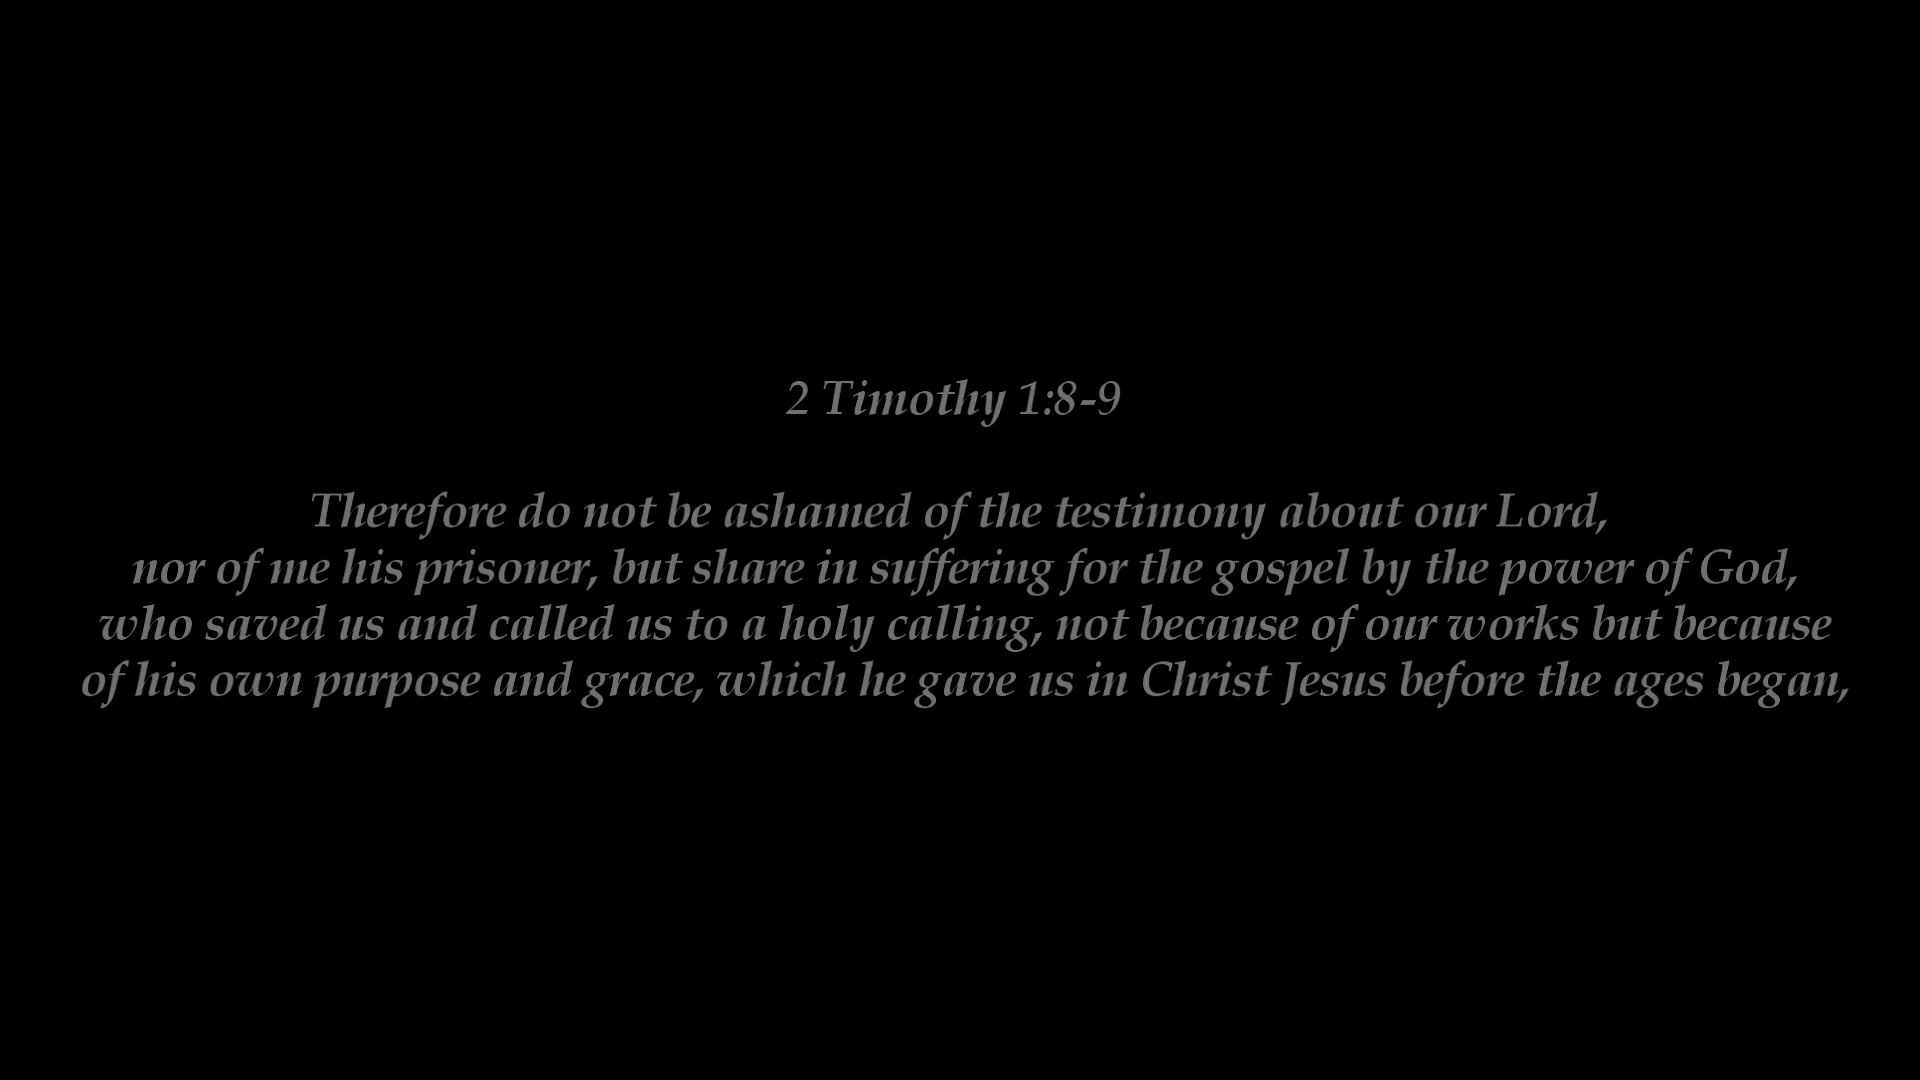 2 Timothy 1:8-9
Therefore do not be ashamed of the testimony about our Lord,
nor of me his prisoner, but share in suffering for the gospel by the power of God,
who saved us and called us to a holy calling, not because of our works but because
of his own purpose and grace, which he gave us in Christ Jesus before the ages began,